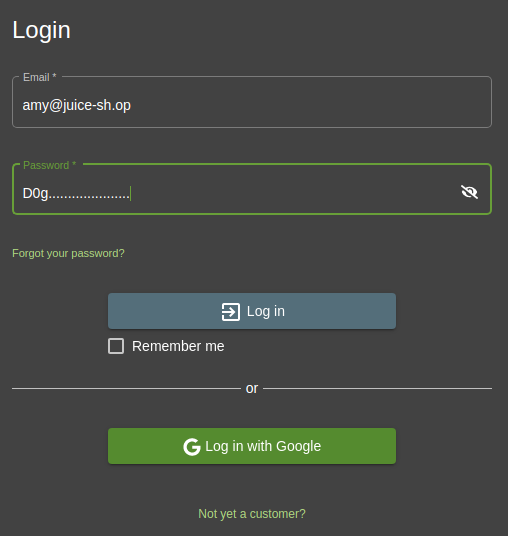 Login
Email *
amy@juice-sh.op
Password *
D0g.....................
Forgot your password?
Log in
Remember me
or
Log in with Google
Not yet a customer?